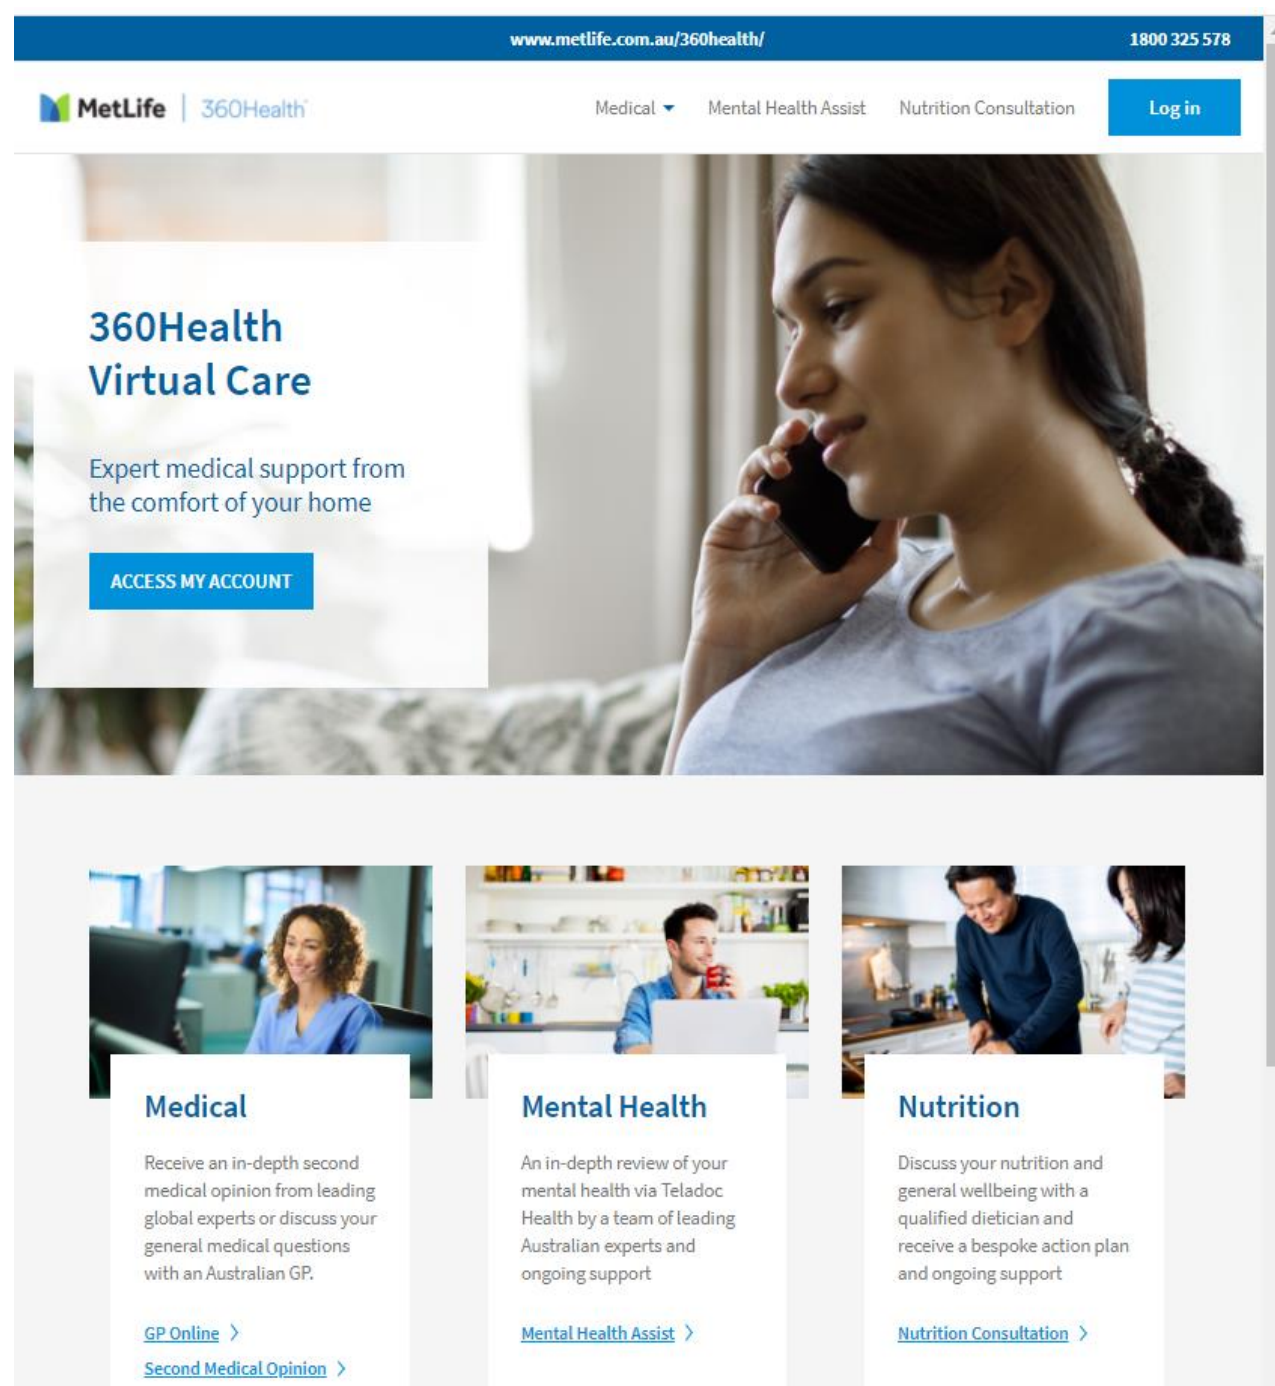 www.metlife.com.au/360health/
1800 325 578
MetLife | 360Health
Medical
Mental Health Assist
Nutrition Consultation
Log in
360Health
Virtual Care
Expert medical support from
the comfort of your home
ACCESS MY ACCOUNT
Medical
Receive an in-depth second
medical opinion from leading
global experts or discuss your
general medical questions
with an Australian GP.
GP Online
Second Medical Opinion
Mental Health
An in-depth review of your
mental health via Teladoc
Health by a team of leading
Australian experts and
ongoing support
Mental Health Assist
Nutrition
Discuss your nutrition and
general wellbeing with a
qualified dietician and
receive a bespoke action plan
and ongoing support
Nutrition Consultation